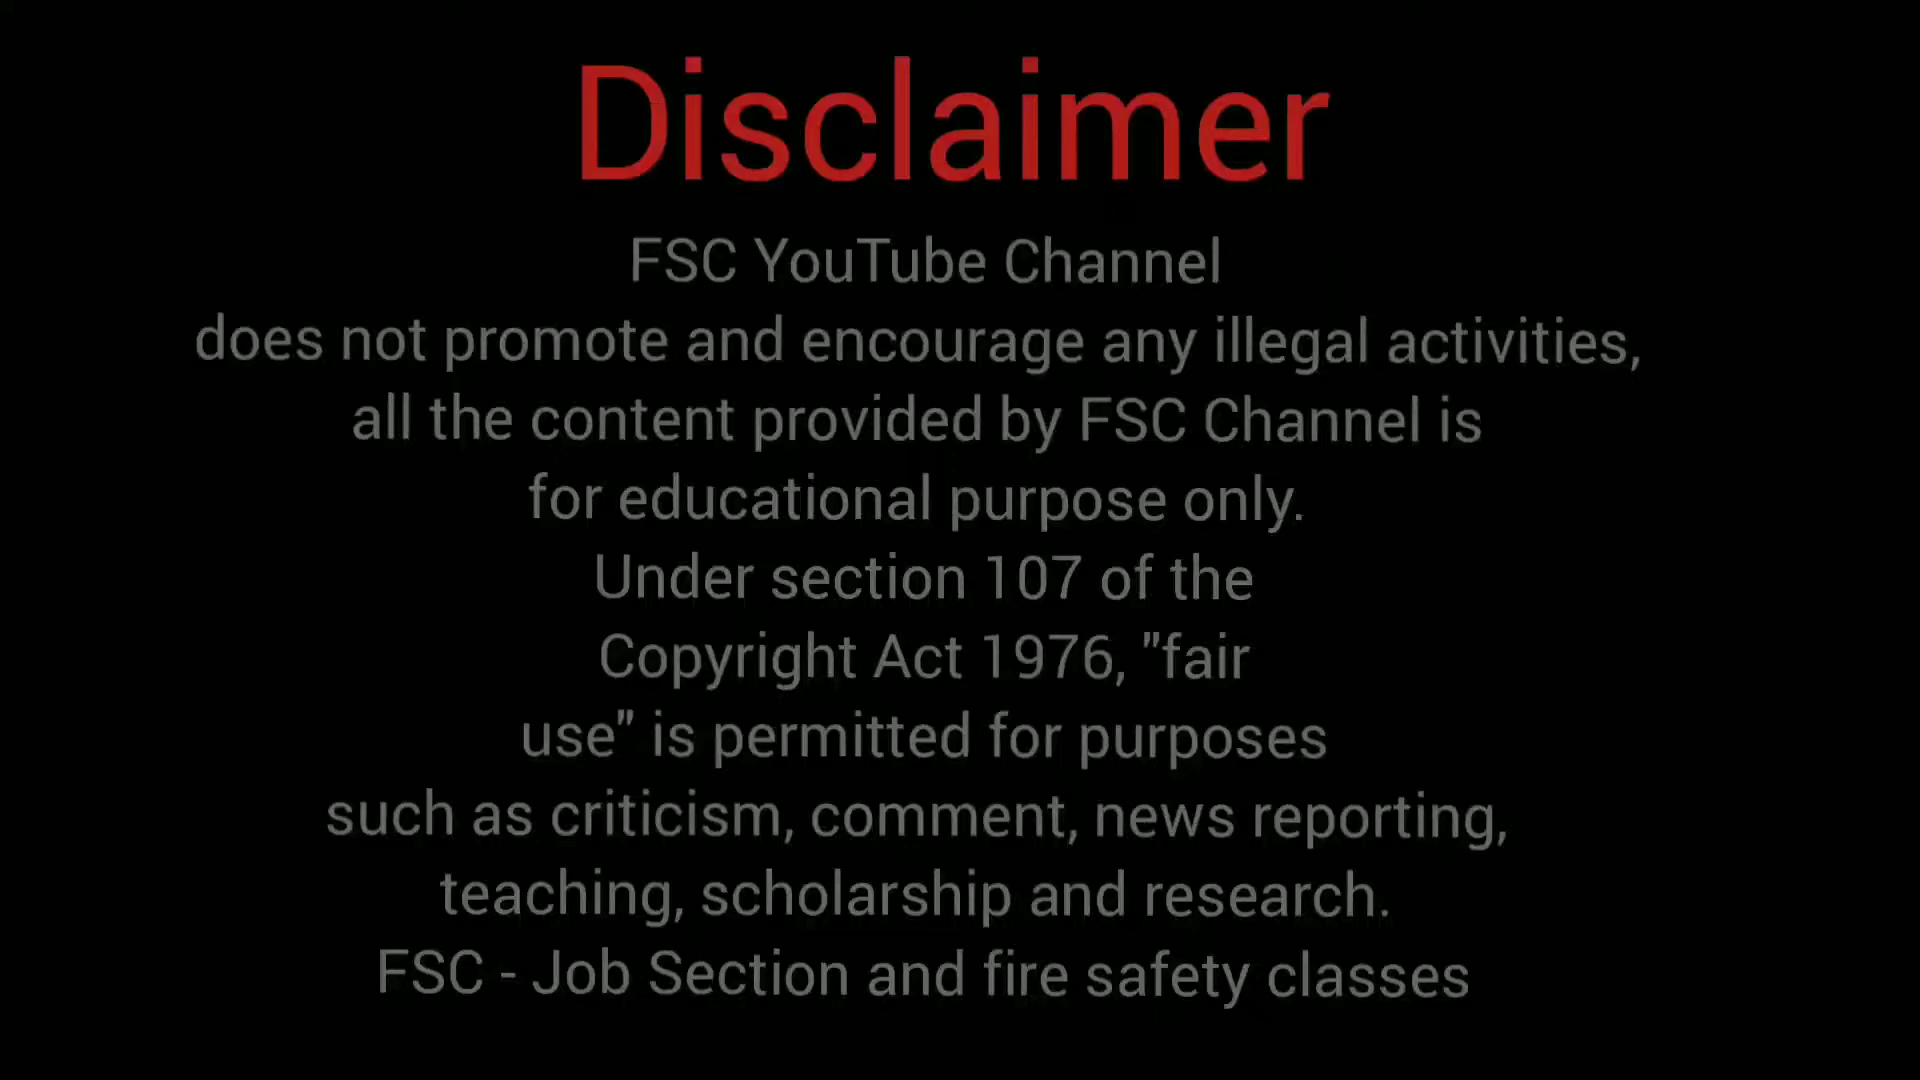 Disclaimer
FSC YouTube Channel
does not promote and encourage any illegal activities,
all the content provided by FSC Channel is
for educational purpose only.
Under section 107 of the
Copyright Act 1976, "fair
use" is permitted for purposes
such as criticism, comment, news reporting,
teaching, scholarship and research.
FSC - Job Section and fire safety classes